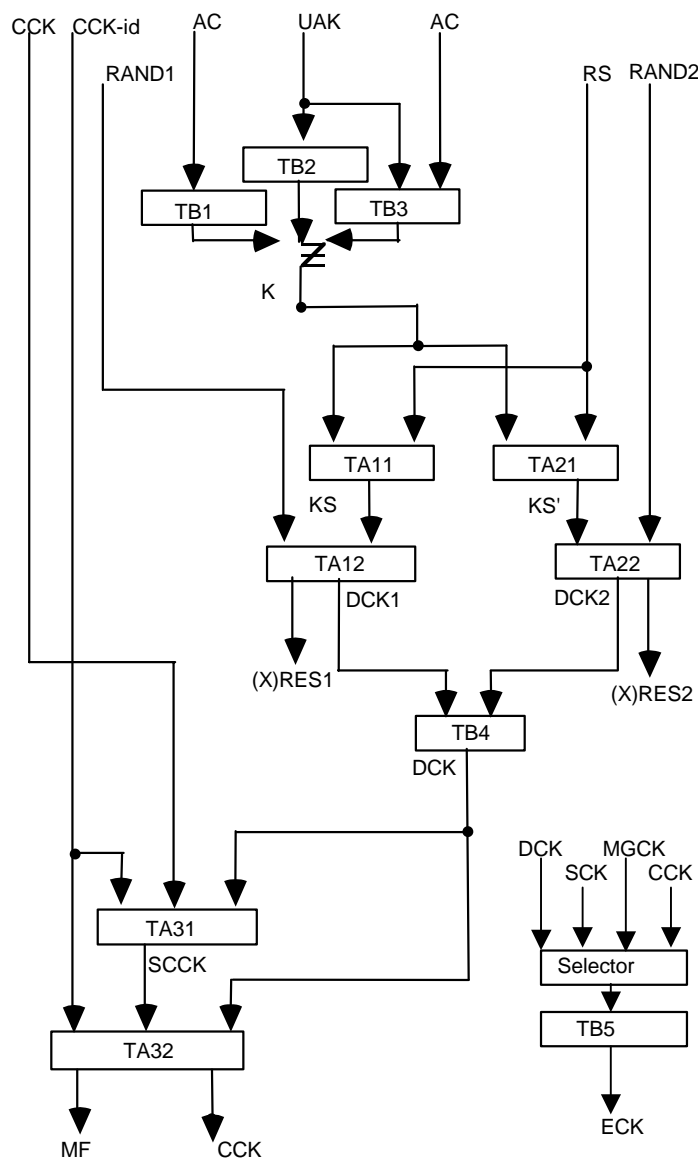 CCK CCK-id AC UAK AC
RAND1 RS RAND2
TB2
TB1 TB3
K
TA11 TA21
KS KS'
TA12 TA22
DCK1 DCK2
(X)RES1 (X)RES2
TB4
DCK
DCK MGCK
SCK CCK
TA31
SCCK Selector
TB5
TA32
ECK
MF CCK